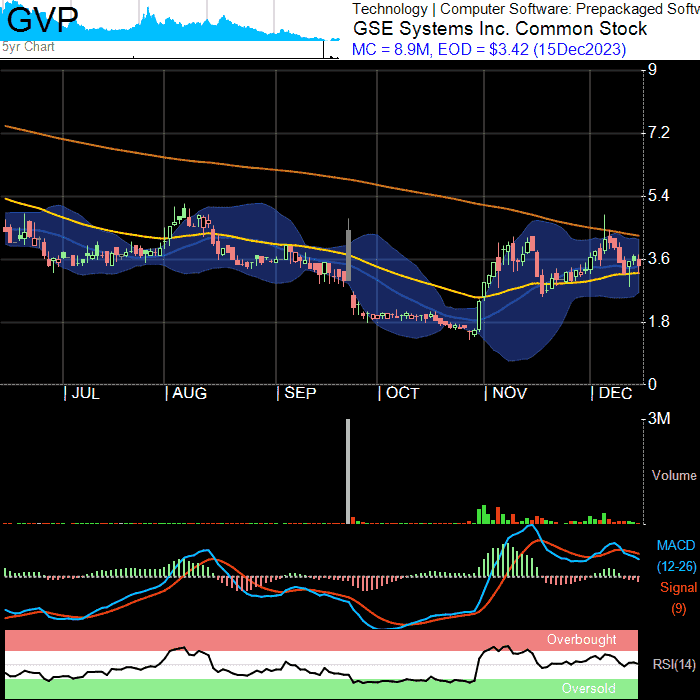 GVP
5yr Chart
Technology | Computer Software: Prepackaged Softw
GSE Systems Inc. Common Stock
MC = 8.9M, EOD = $3.42 (15Dec2023)
9
7.2
5.4
3.6
1.8
0
| JUL | AUG | SEP | OCT | NOV | DEC
3M
Volume
MACD
(12-26)
Signal
(9)
Overbought
RSI(14)
Oversold